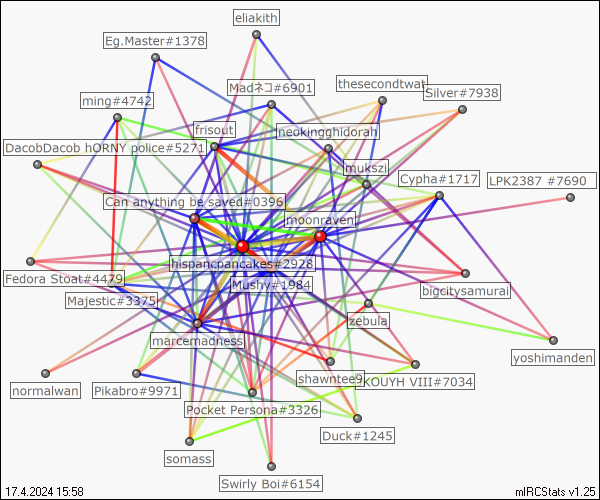 eliakith
Eg.Master#1378
Madネコ#6901
thesecondtwat
Silver#7938
ming#4742
frisout
neokingghidorah
DacobDacob hORNY police#5271
mukszi
Cypha#1717
LPK2387 #7690
Can anything be saved#0396
moonraven
hispancpancakes#2928
Fedora Stoat#4479
Mushy#1984
bigcitysamurai
Majestic#3375
zebula
marcemadness
yoshimanden
shawntee9
KOUYH VIII#7034
normalwan
Pikabro#9971
Pocket Persona#3326
Duck#1245
somass
Swirly Boi#6154
17.4.2024 15:58
mIRCStats v1.25